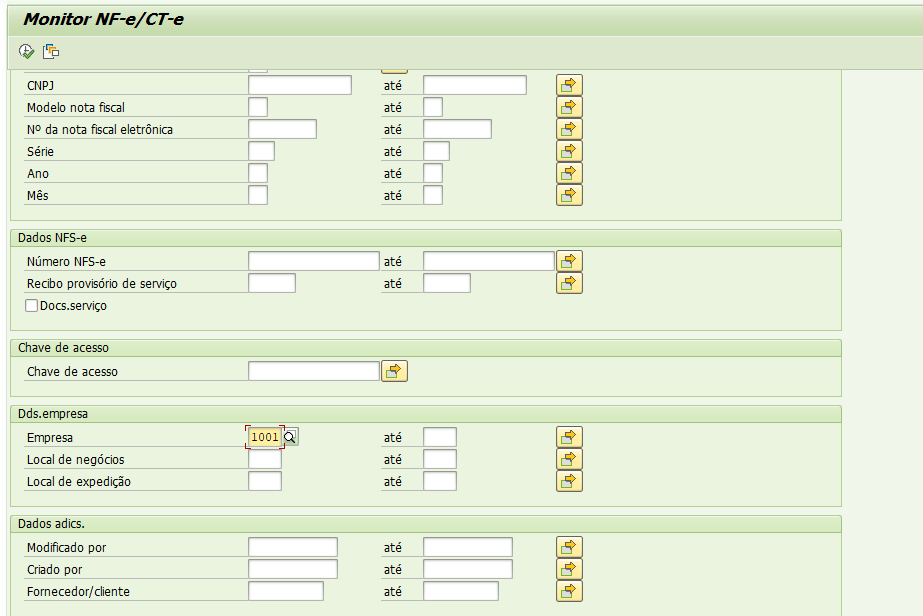 Monitor NF-e/CT-e
CNPJ até
Modelo nota fiscal até
Nº da nota fiscal eletrônica até
Série até
Ano até
Mês até
Dados NFS-e
Número NFS-e até
Recibo provisório de serviço até
Docs.serviço
Chave de acesso
Chave de acesso
Dds.empresa
Empresa 1001 até
Local de negócios até
Local de expedição até
Dados adics.
Modificado por até
Criado por até
Fornecedor/cliente até